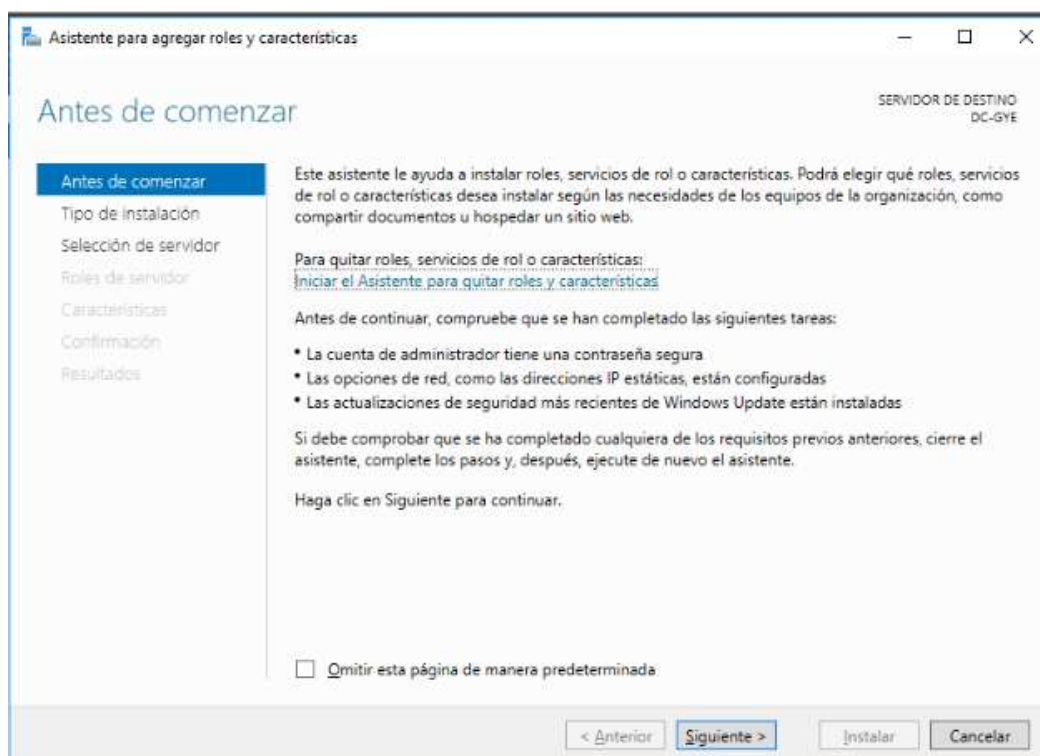 Asistente para agregar roles y características
Antes de comenzar
SERVIDOR DE DESTINO
DC-GYE
Antes de comenzar
Tipo de instalación
Selección de servidor
Roles de servidor
Características
Confirmación
Resultados
Este asistente le ayuda a instalar roles, servicios de rol o características. Podrá elegir qué roles, servicios
de rol o características desea instalar según las necesidades de los equipos de la organización, como
compartir documentos u hospedar un sitio web.
Para quitar roles, servicios de rol o características:
Iniciar el Asistente para quitar roles y características
Antes de continuar, compruebe que se han completado las siguientes tareas:
• La cuenta de administrador tiene una contraseña segura
• Las opciones de red, como las direcciones IP estáticas, están configuradas
• Las actualizaciones de seguridad más recientes de Windows Update están instaladas
Si debe comprobar que se ha completado cualquiera de los requisitos previos anteriores, cierre el
asistente, complete los pasos y, después, ejecute de nuevo el asistente.
Haga clic en Siguiente para continuar.
Omitir esta página de manera predeterminada
< Anterior
Siguiente >
Instalar
Cancelar